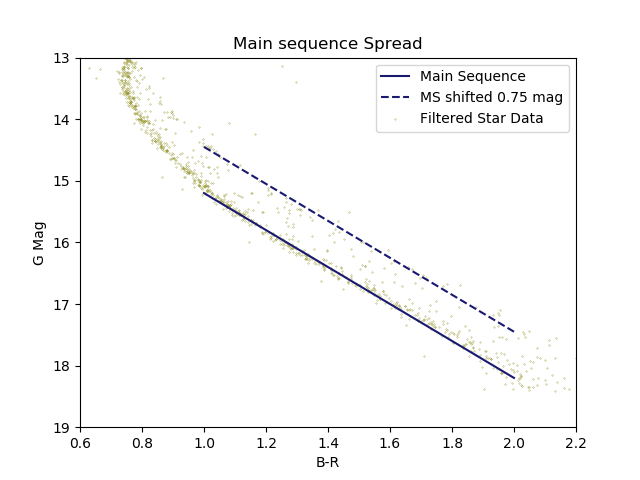 Main sequence Spread
Main Sequence
MS shifted 0.75 mag
Filtered Star Data
13
14
15
16
17
18
19
G Mag
0.6 0.8 1.0 1.2 1.4 1.6 1.8 2.0 2.2
B-R